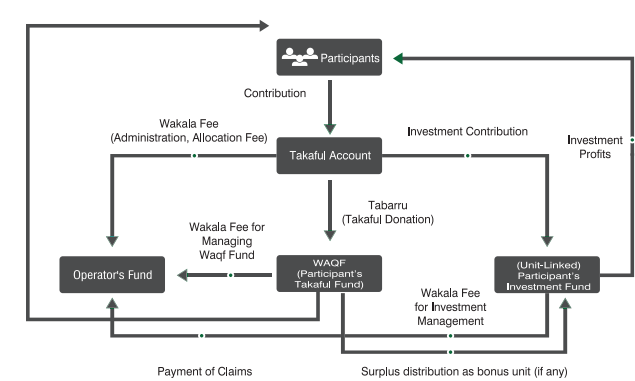 Participants
Contribution
Wakala Fee
(Administration, Allocation Fee)
Investment Contribution
Investment
Profits
Takaful Account
Tabarru
(Takaful Donation)
Wakala Fee for
Managing
Waqf Fund
Operator's Fund
WAQF
(Participant's
Takaful Fund)
(Unit-Linked)
Participant's
Investment Fund
Wakala Fee
for Investment
Management
Payment of Claims
Surplus distribution as bonus unit (if any)